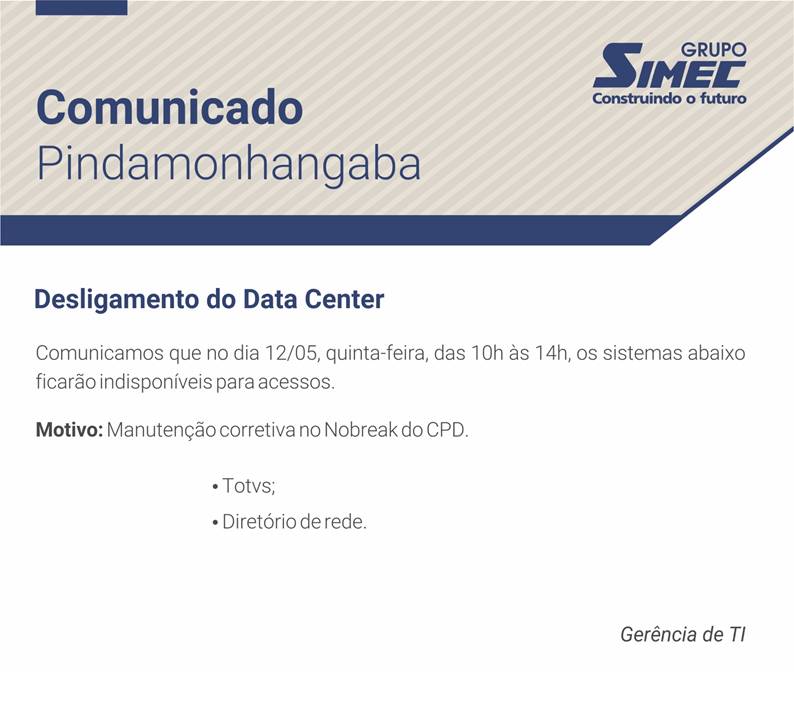 GRUPO
SIMEC
Construindo o futuro
Comunicado
Pindamonhangaba
Desligamento do Data Center
Comunicamos que no dia 12/05, quinta-feira, das 10h às 14h, os sistemas abaixo
ficarão indisponíveis para acessos.
Motivo: Manutenção corretiva no Nobreak do CPD.
• Totvs;
• Diretório de rede.
Gerência de TI